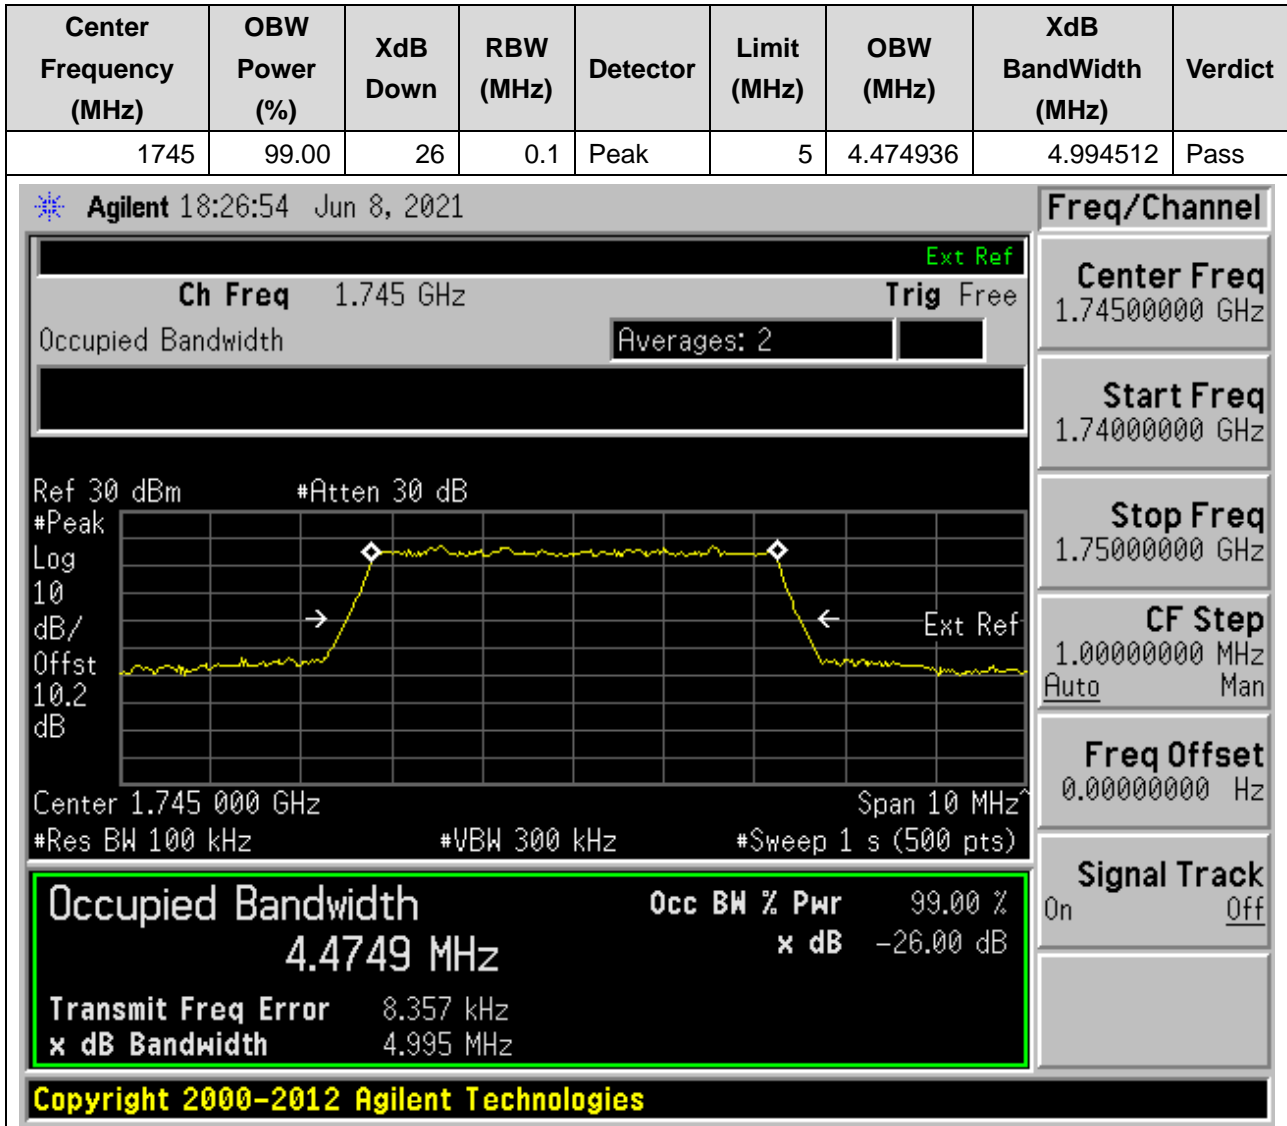 Center Frequency (MHz) OBW Power (%) XdB Down RBW (MHz) Detector Limit (MHz) OBW (MHz) XdB BandWidth (MHz) Verdict
1745 99.00 26 0.1 Peak 5 4.474936 4.994512 Pass
Agilent 18:26:54 Jun 8, 2021
Freq/Channel
Ext Ref
Ch Freq 1.745 GHz Trig Free
Occupied Bandwidth Averages: 2
Center Freq
1.74500000 GHz
Start Freq
1.74000000 GHz
Stop Freq
1.75000000 GHz
CF Step
1.00000000 MHz
Auto Man
Freq Offset
0.00000000 Hz
Signal Track
On Off
Ref 30 dBm #Atten 30 dB
#Peak
Log
10
dB/
Offst
10.2
dB
Ext Ref
Center 1.745 000 GHz Span 10 MHz^
#Res BW 100 kHz #VBW 300 kHz #Sweep 1 s (500 pts)
Occupied Bandwidth Occ BW % Pwr 99.00 %
4.4749 MHz x dB -26.00 dB
Transmit Freq Error 8.357 kHz
x dB Bandwidth 4.995 MHz
Copyright 2000-2012 Agilent Technologies